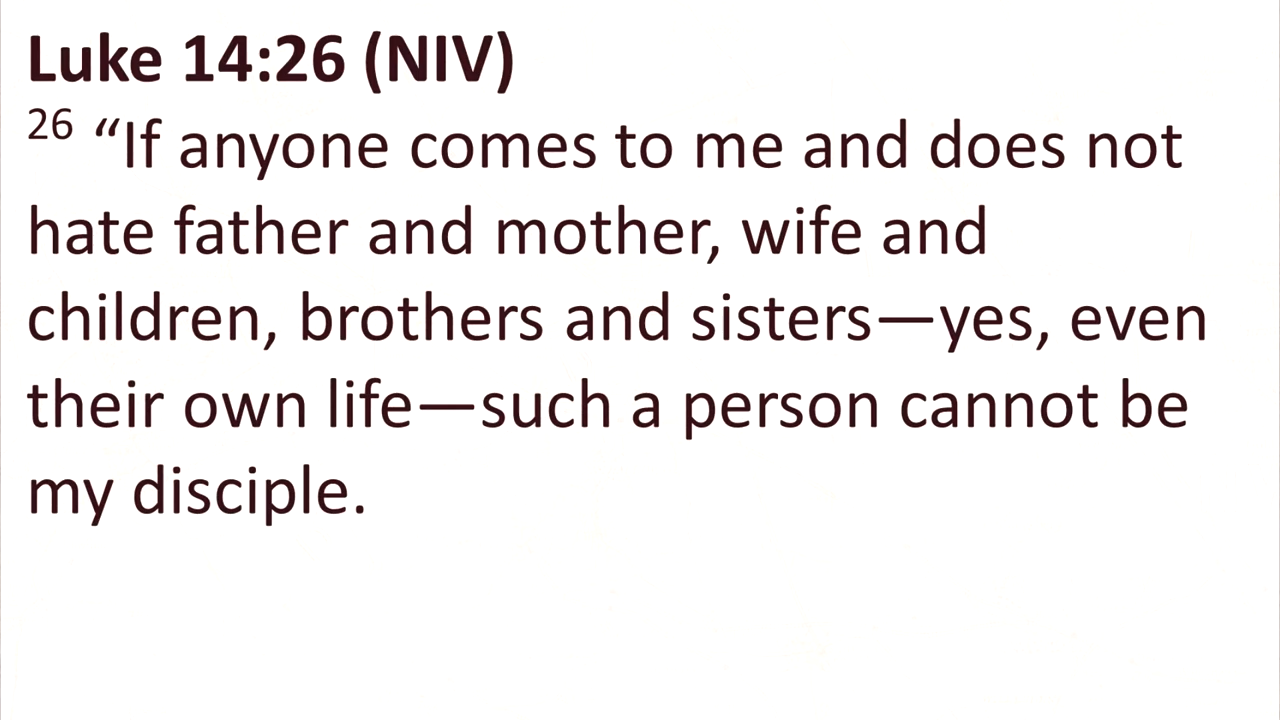 Luke 14:26 (NIV)
26 “If anyone comes to me and does not
hate father and mother, wife and
children, brothers and sisters—yes, even
their own life—such a person cannot be
my disciple.